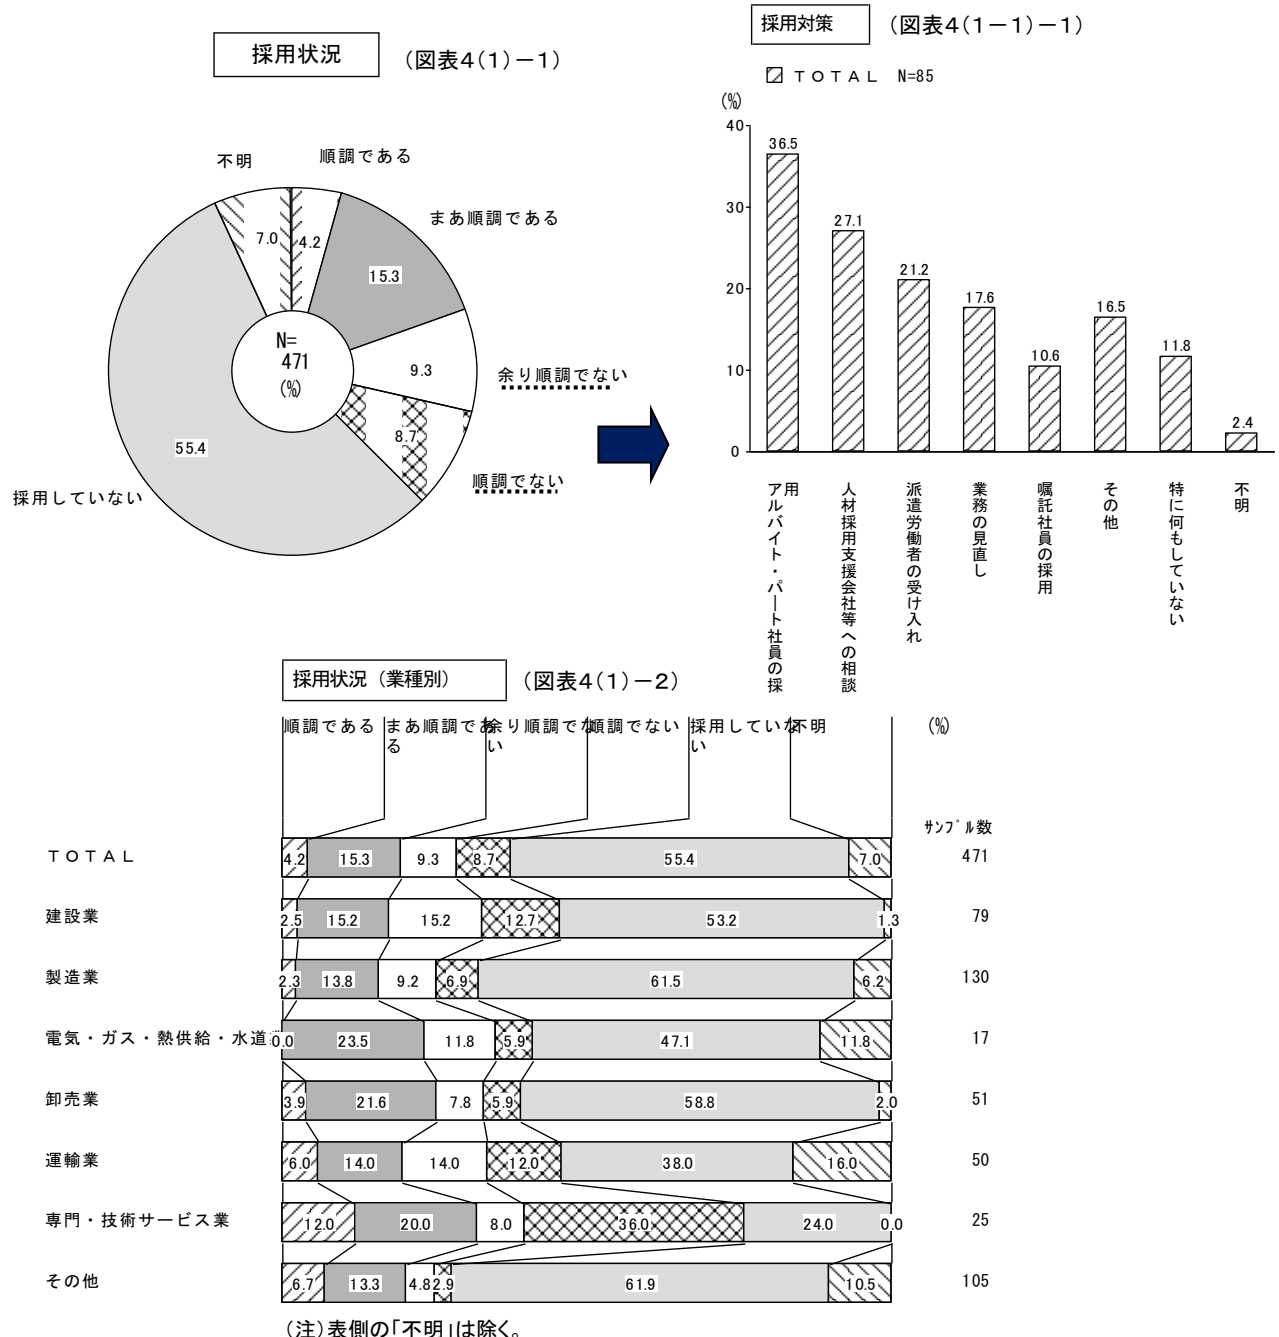 採用状況
（図表4(1)－1）
不明
順調である
まあ順調である
7.0
4.2
15.3
N=
471
(%)
9.3
余り順調でない
8.7
55.4
順調でない
採用していない
採用対策
（図表4(1－1)－1）
ＴＯＴＡＬ N=85
(%)
40
30
20
10
0
36.5
27.1
21.2
17.6
10.6
16.5
11.8
2.4
アルバイト・パート社員の採用
人材採用支援会社等への相談
派遣労働者の受け入れ
業務の見直し
嘱託社員の採用
その他
特に何もしていない
不明
採用状況（業種別）
（図表4(1)－2）
順調である
まあ順調である
余り順調でない
順調でない
採用していない
不明
(%)
ｻﾝﾌﾟﾙ数
ＴＯＴＡＬ 4.2 15.3 9.3 8.7 55.4 7.0 471
建設業 2.5 15.2 15.2 12.7 53.2 1.3 79
製造業 2.3 13.8 9.2 6.9 61.5 6.2 130
電気・ガス・熱供給・水道 0.0 23.5 11.8 5.9 47.1 11.8 17
卸売業 3.9 21.6 7.8 5.9 58.8 2.0 51
運輸業 6.0 14.0 14.0 12.0 38.0 16.0 50
専門・技術サービス業 12.0 20.0 8.0 36.0 24.0 0.0 25
その他 6.7 13.3 4.8 2.9 61.9 10.5 105
（注）表側の「不明」は除く。